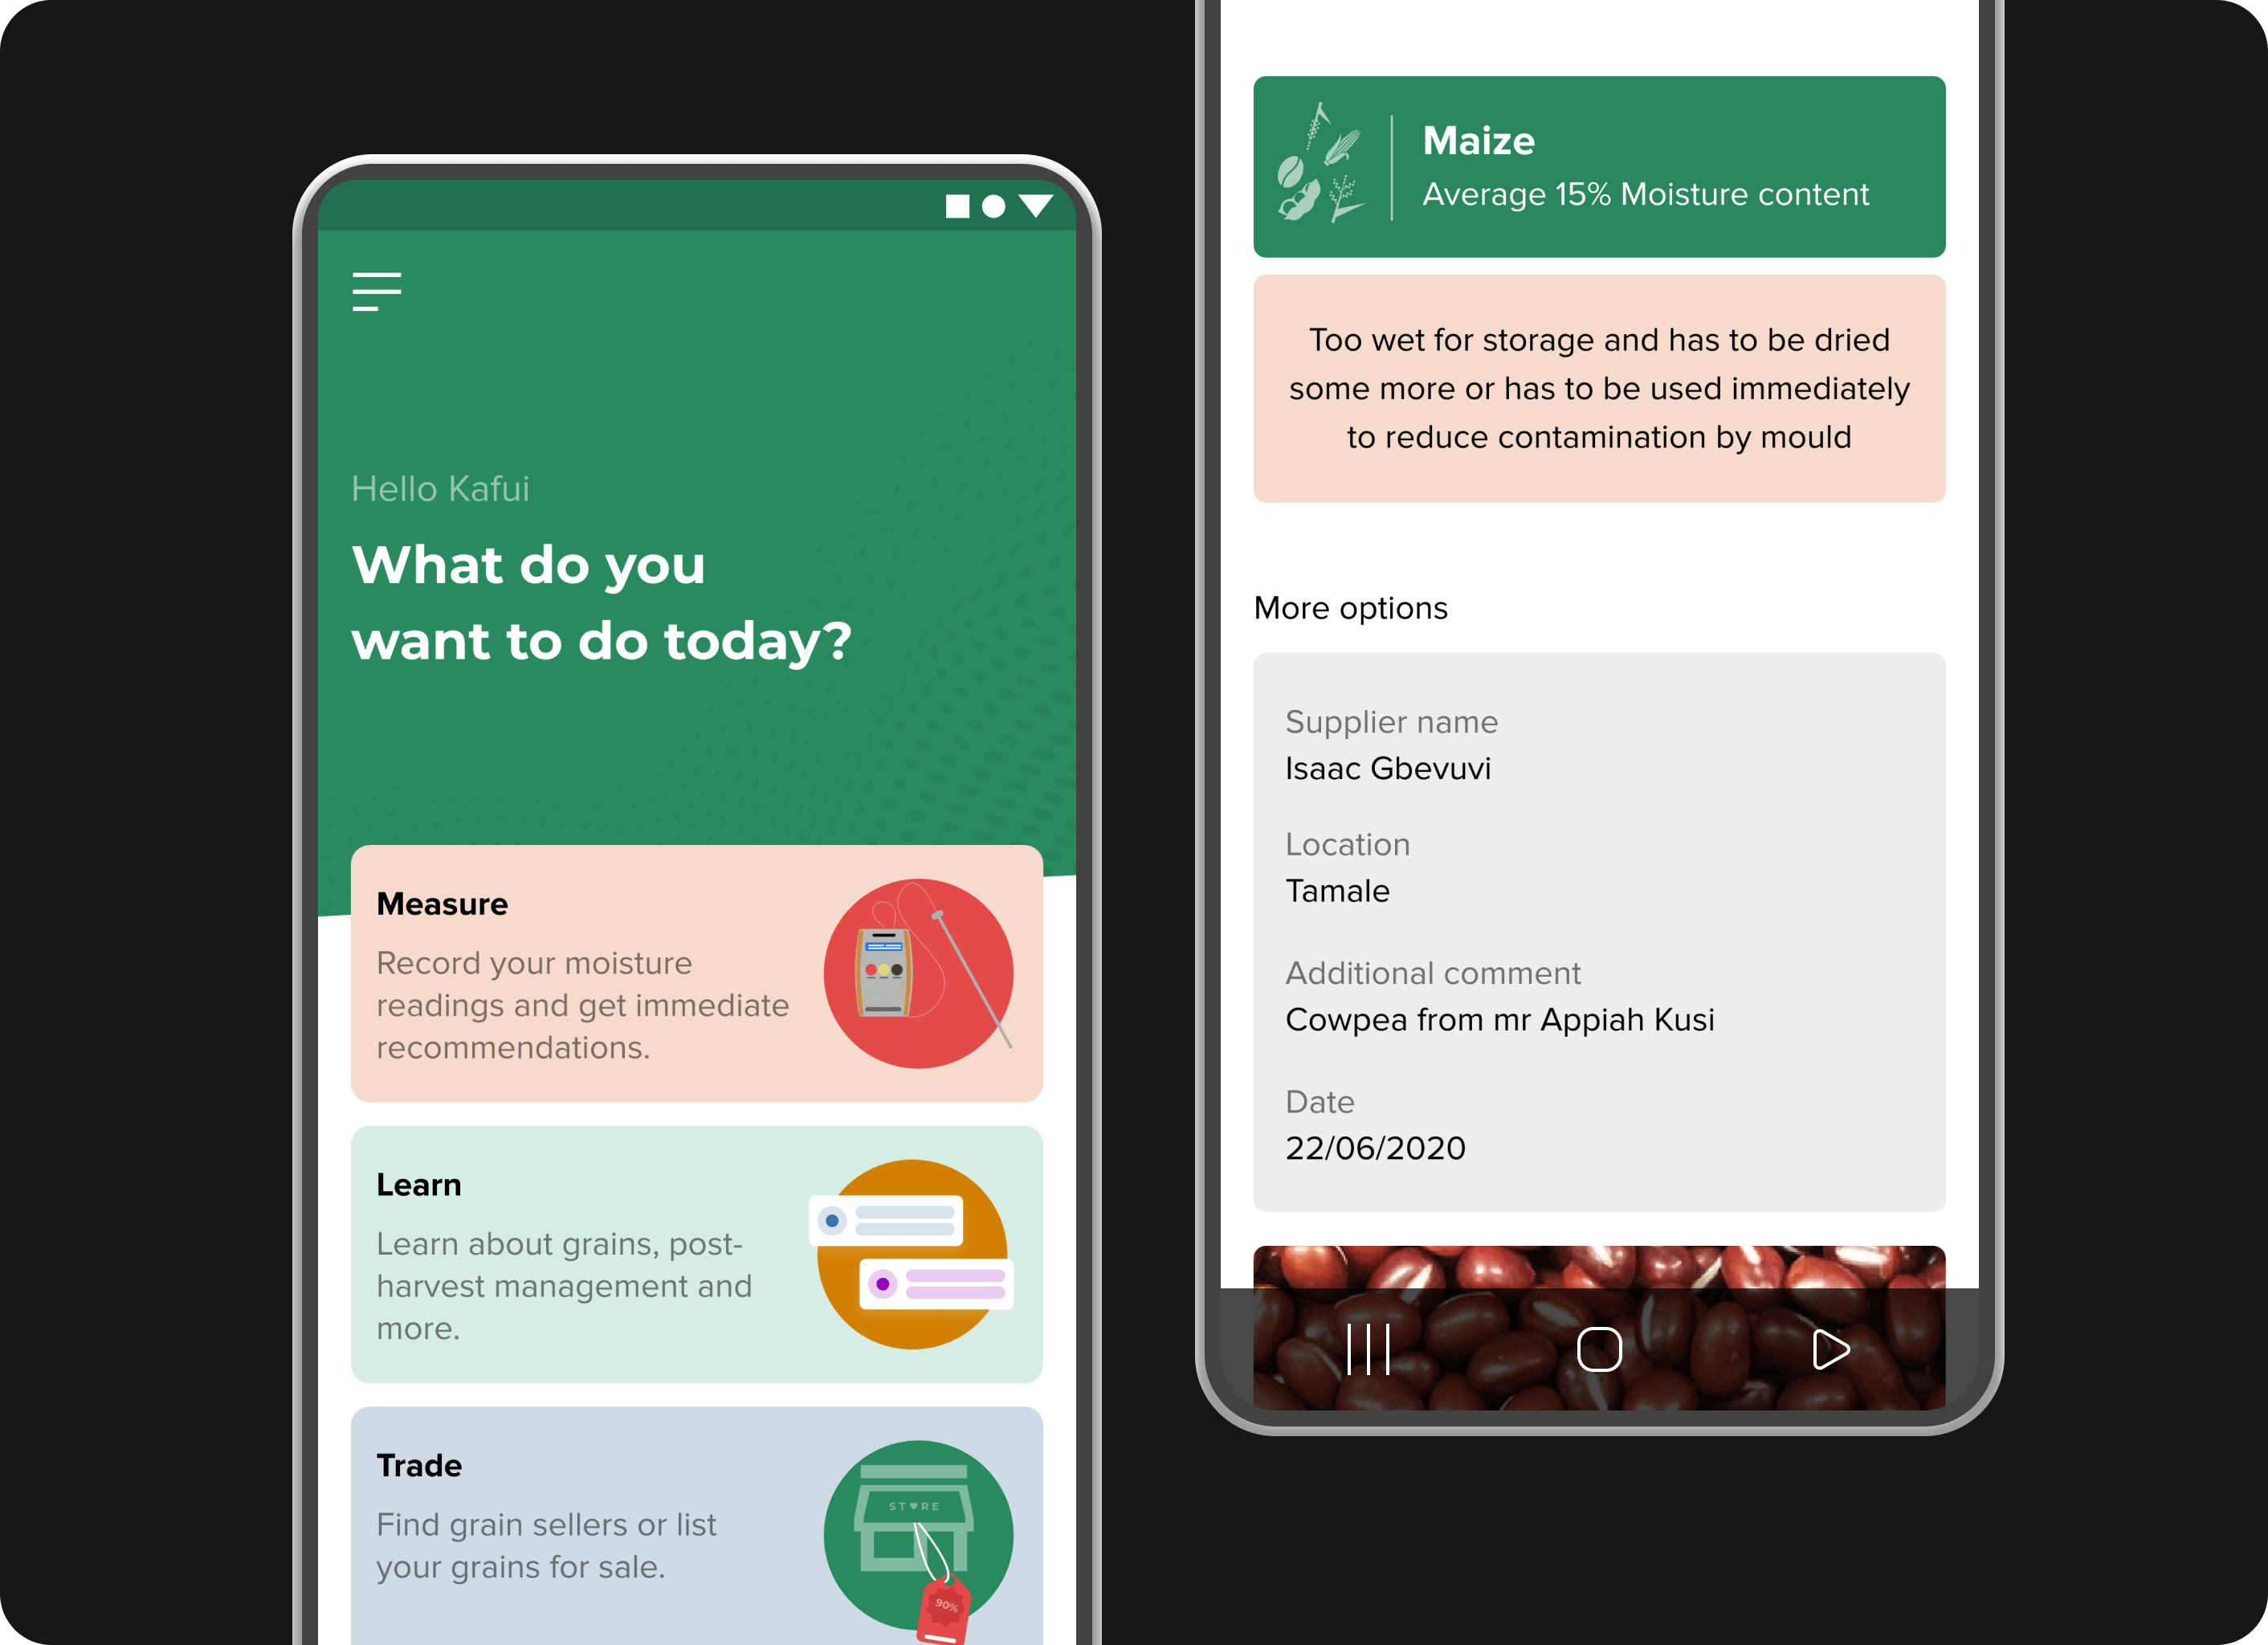 Hello Kafui
What do you
want to do today?
Measure
Record your moisture
readings and get immediate
recommendations.
Learn
Learn about grains, post-
harvest management and
more.
Trade
Find grain sellers or list
your grains for sale.
ST♥RE
90%
Maize
Average 15% Moisture content
Too wet for storage and has to be dried
some more or has to be used immediately
to reduce contamination by mould
More options
Supplier name
Isaac Gbevuvi
Location
Tamale
Additional comment
Cowpea from mr Appiah Kusi
Date
22/06/2020